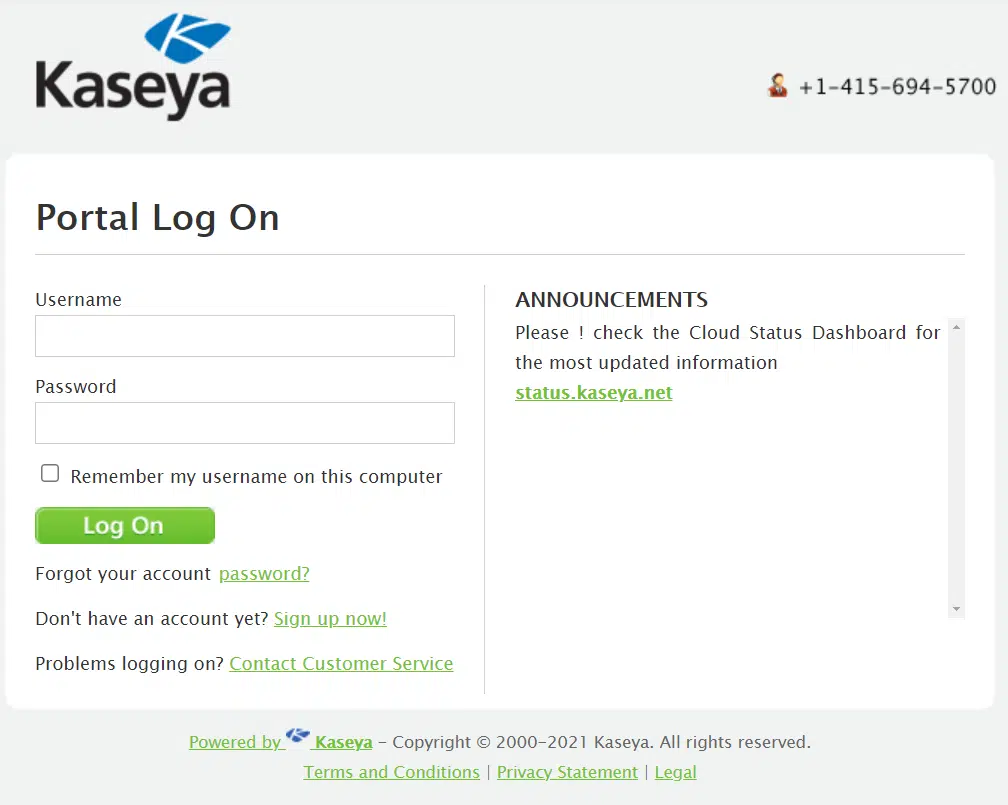 Kaseya
+1-415-694-5700
Portal Log On
Username
Password
Remember my username on this computer
Log On
Forgot your account password?
Don't have an account yet? Sign up now!
Problems logging on? Contact Customer Service
ANNOUNCEMENTS
Please ! check the Cloud Status Dashboard for
the most updated information
status.kaseya.net
Powered by Kaseya - Copyright © 2000-2021 Kaseya. All rights reserved.
Terms and Conditions | Privacy Statement | Legal